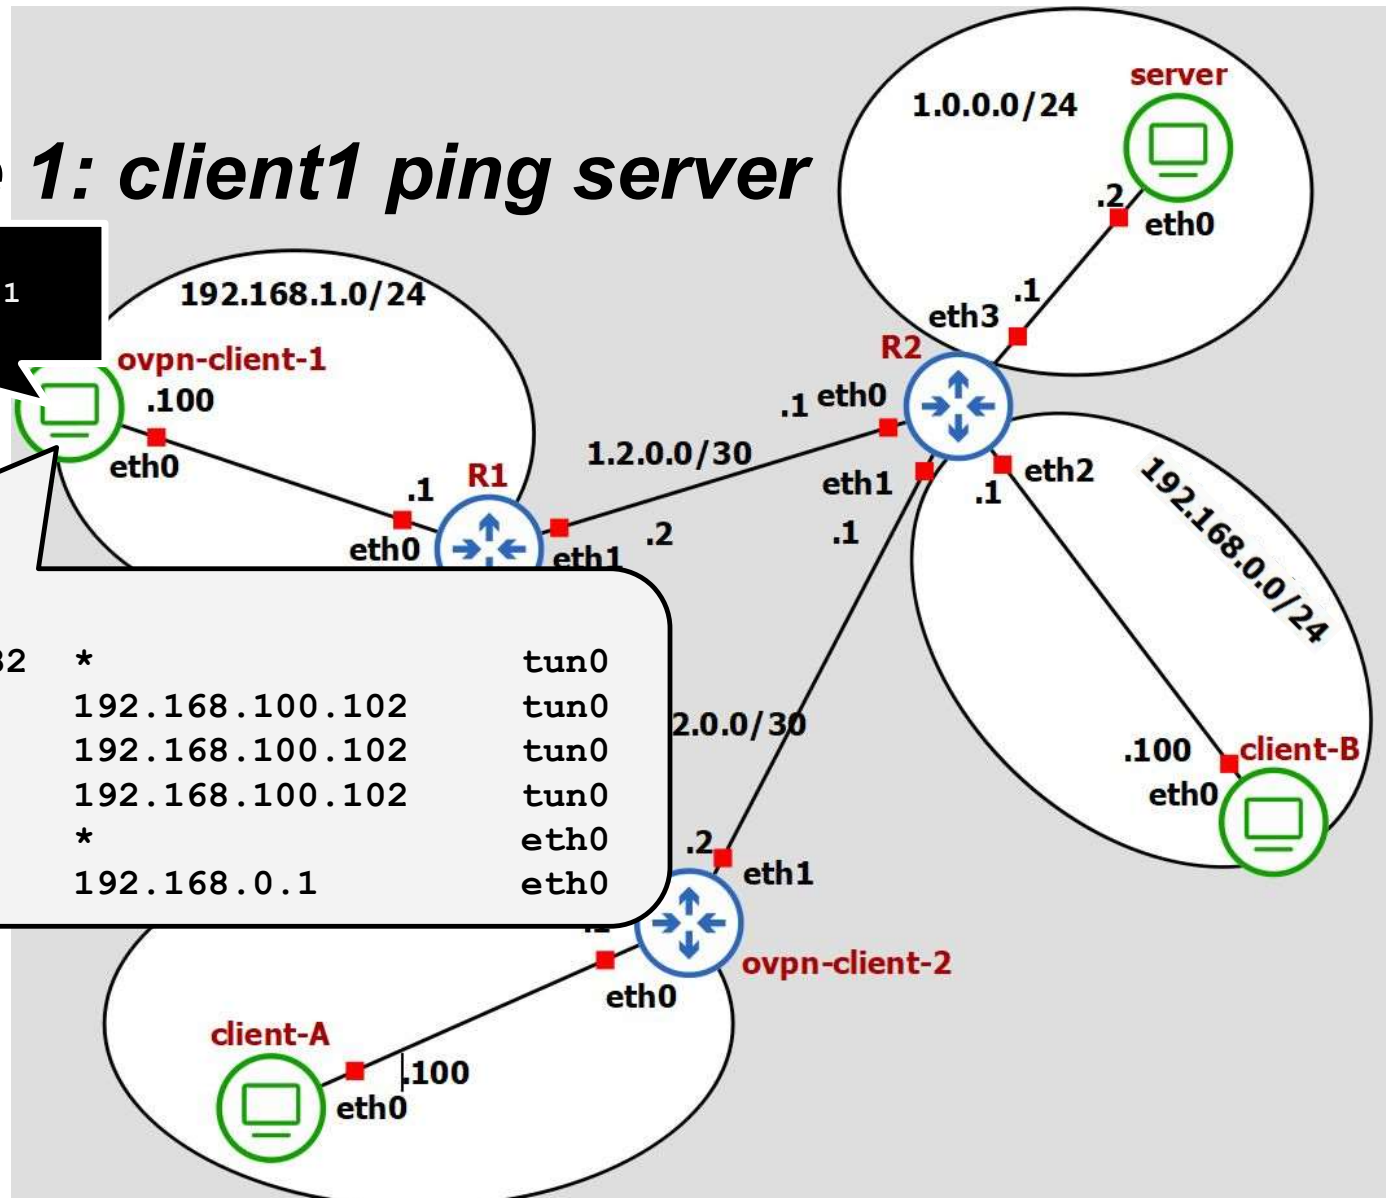 server
1.0.0.0/24
1: client1 ping server
.2
eth0
1
192.168.1.0/24
.1
eth3
R2
ovpn-client-1
.100
.1 eth0
eth0
1.2.0.0/30
R1
.1
eth1
eth2
.1
192.168.0.0/24
.2
.1
eth0
eth1
32 * tun0
192.168.100.102 tun0
192.168.100.102 tun0
192.168.100.102 tun0
* eth0
192.168.0.1 eth0
2.0.0/30
.100
client-B
eth0
.2
eth1
ovpn-client-2
eth0
client-A
.100
eth0